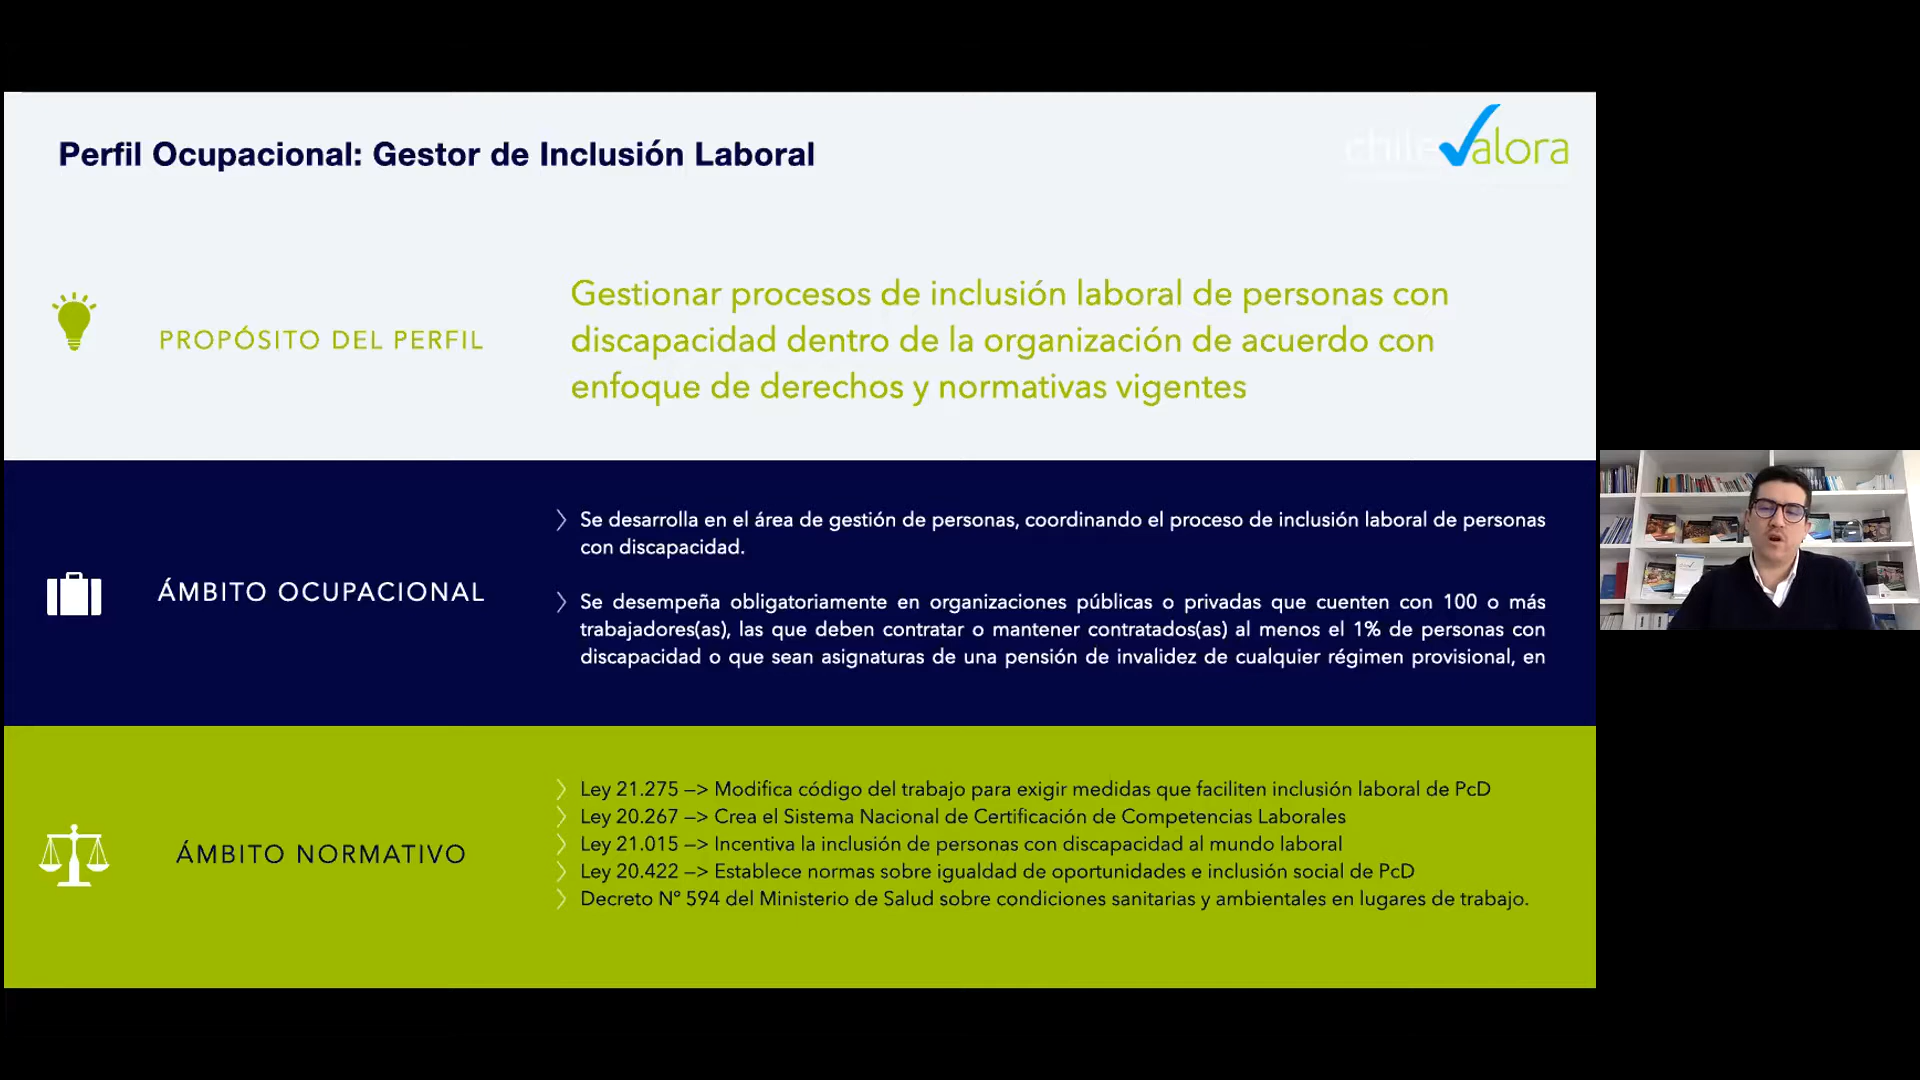 Perfil Ocupacional: Gestor de Inclusión Laboral
chilevalora
PROPÓSITO DEL PERFIL
Gestionar procesos de inclusión laboral de personas con
discapacidad dentro de la organización de acuerdo con
enfoque de derechos y normativas vigentes
ÁMBITO OCUPACIONAL
Se desarrolla en el área de gestión de personas, coordinando el proceso de inclusión laboral de personas
con discapacidad.
Se desempeña obligatoriamente en organizaciones públicas o privadas que cuenten con 100 o más
trabajadores(as), las que deben contratar o mantener contratados(as) al menos el 1% de personas con
discapacidad o que sean asignaturas de una pensión de invalidez de cualquier régimen provisional, en
ÁMBITO NORMATIVO
Ley 21.275 —> Modifica código del trabajo para exigir medidas que faciliten inclusión laboral de PcD
Ley 20.267 —> Crea el Sistema Nacional de Certificación de Competencias Laborales
Ley 21.015 —> Incentiva la inclusión de personas con discapacidad al mundo laboral
Ley 20.422 —> Establece normas sobre igualdad de oportunidades e inclusión social de PcD
Decreto Nº 594 del Ministerio de Salud sobre condiciones sanitarias y ambientales en lugares de trabajo.